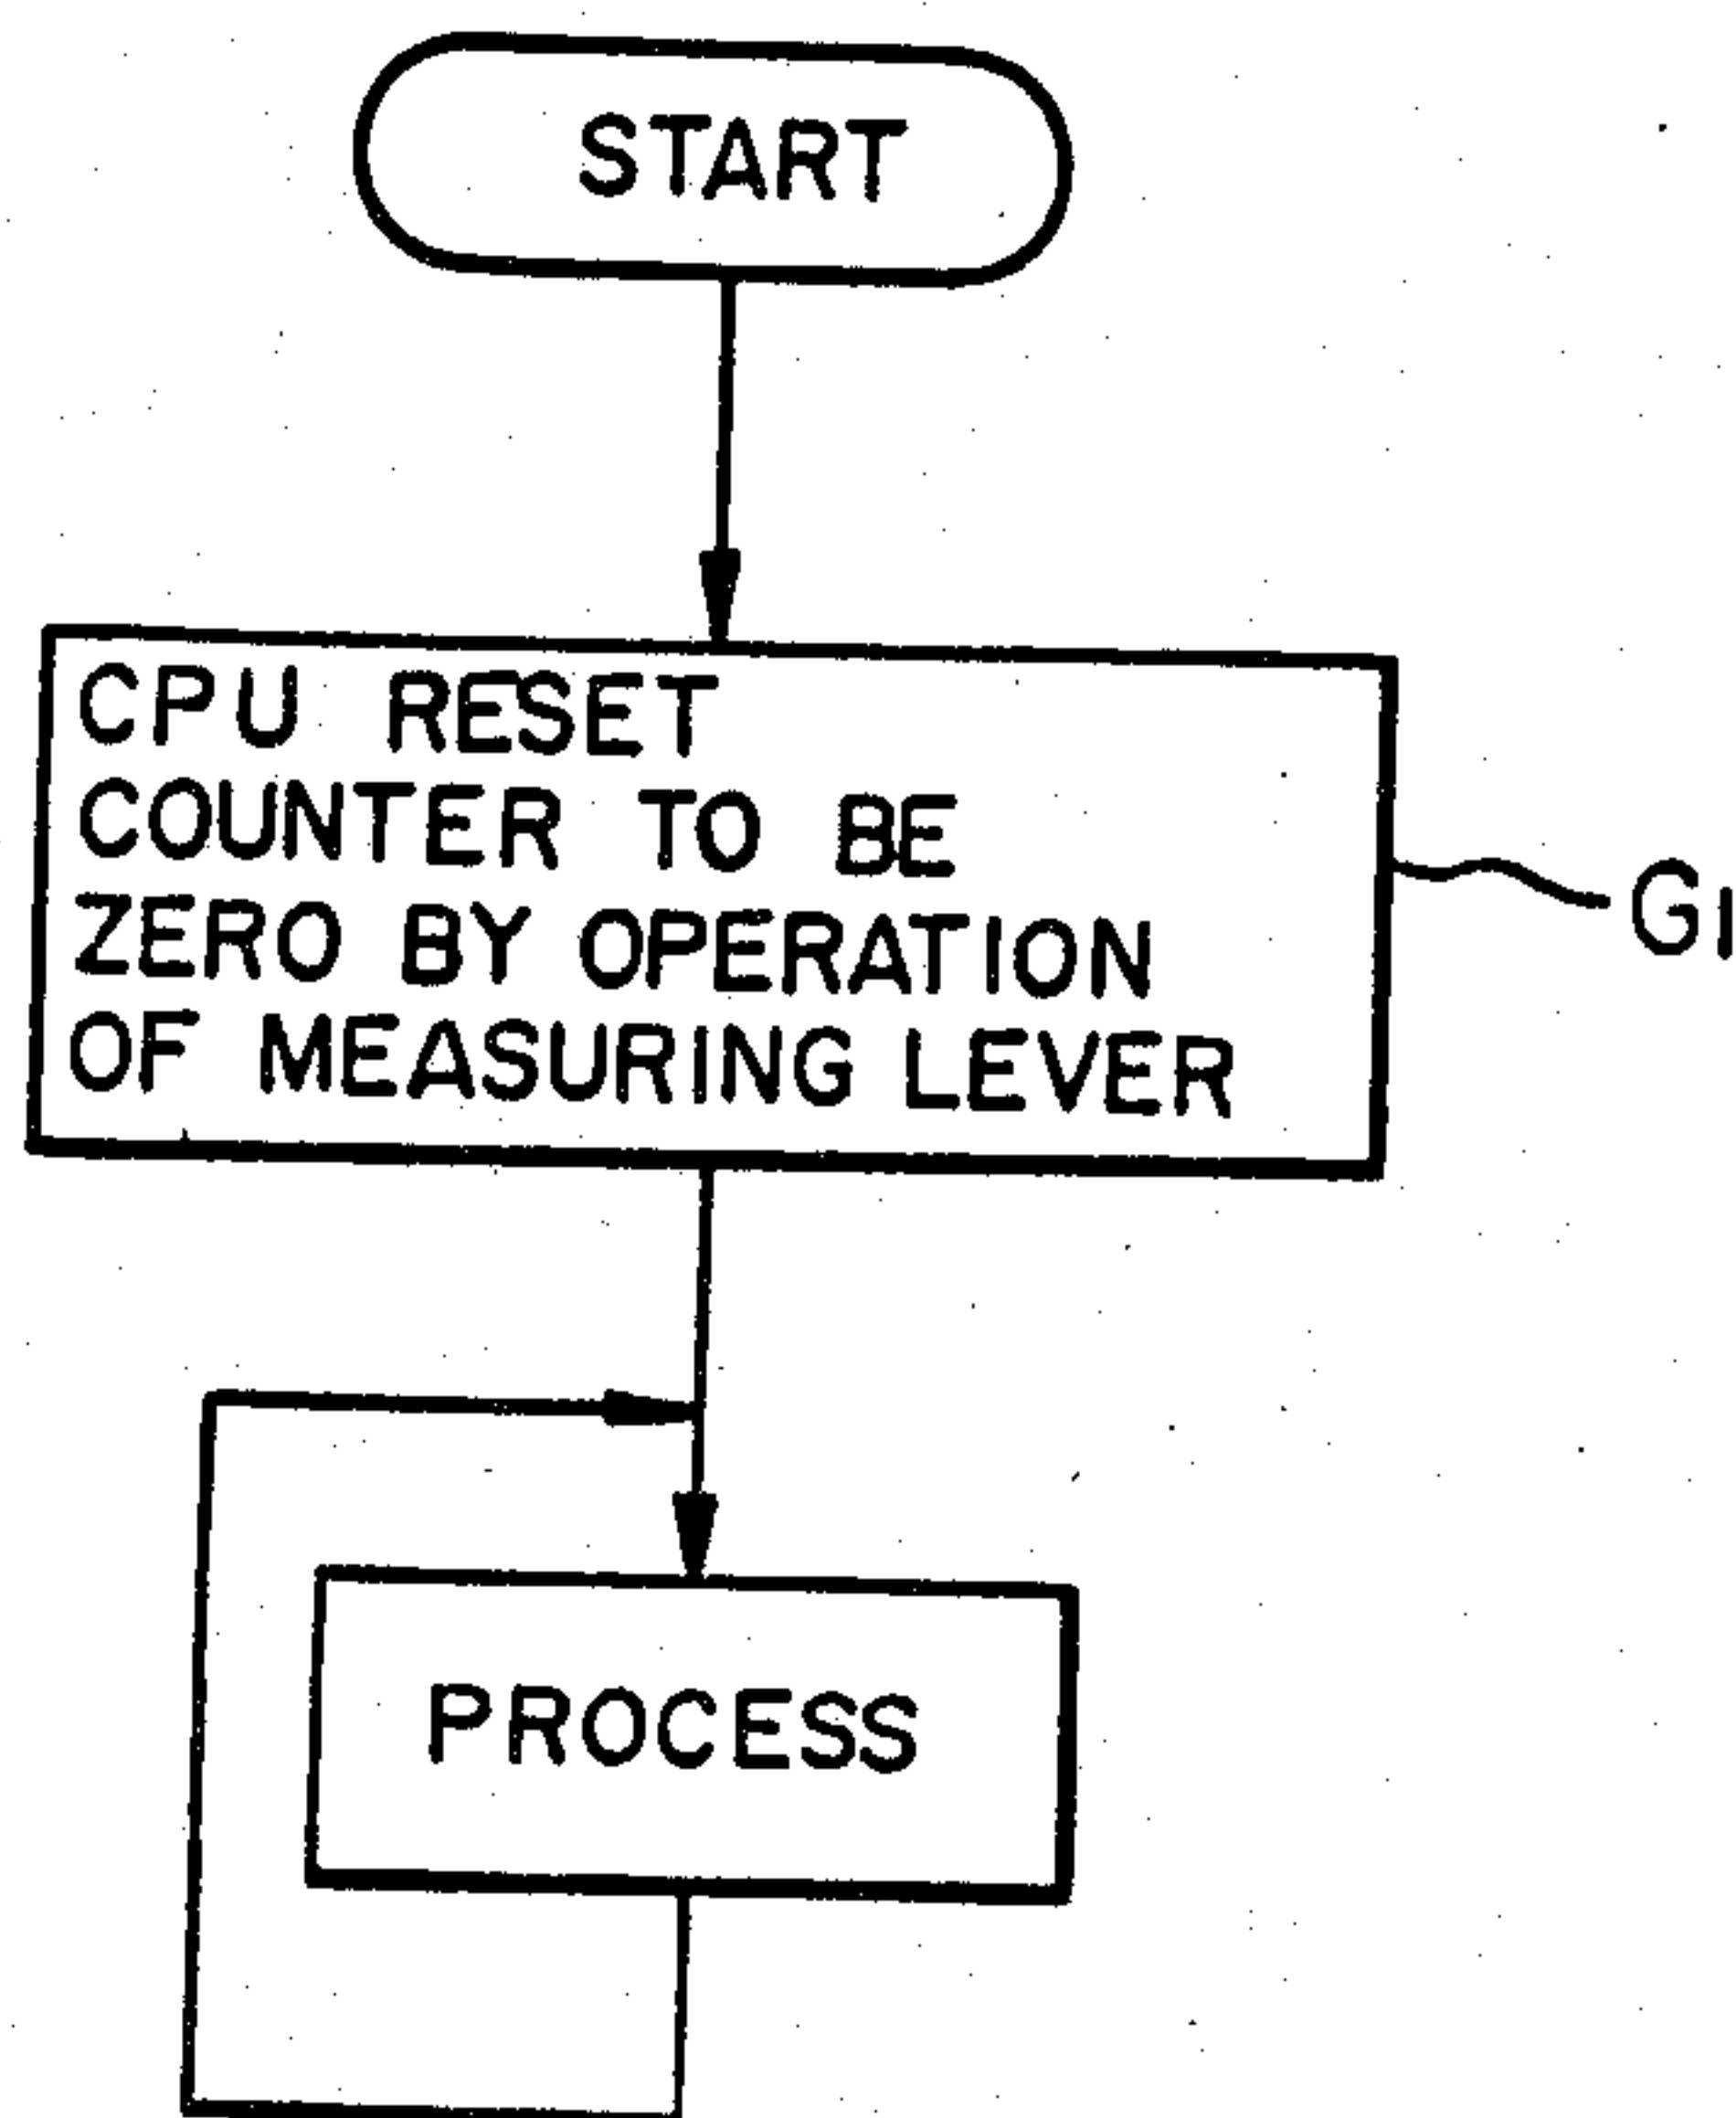 START
CPU RESET
COUNTER TO BE
ZERO BY OPERATION
OF MEASURING LEVER
G1
PROCESS